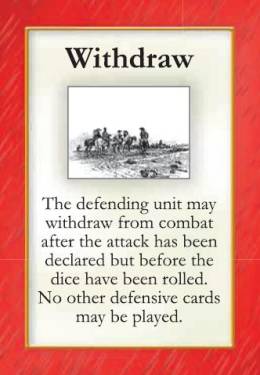 Withdraw
The defending unit may
withdraw from combat
after the attack has been
declared but before the
dice have been rolled.
No other defensive cards
may be played.